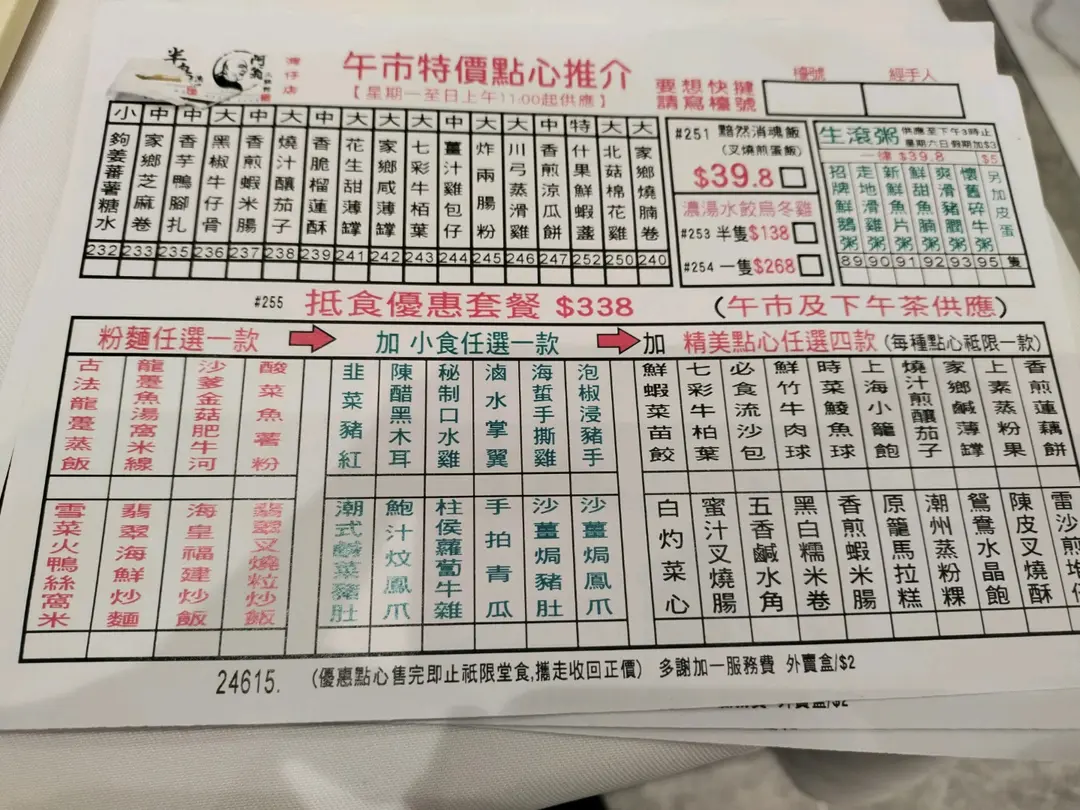 阿翁
灣仔店
午市特價點心推介
【星期一至日上午11:00起供應】
要想快捷
請寫檯號
檯號
經手人
小 中 中 大 中 大 中 大 大 大 中 大 大 中 特 大 大
鉤姜蕃薯糖水
家鄉芝麻卷
香芋鴨腳扎
黑椒牛仔骨
香煎蝦米腸
燒汁釀茄子
香脆榴蓮酥
花生甜薄罉
家鄉咸薄罉
七彩牛栢葉
薑汁雞包仔
炸兩腸粉
川弓蒸滑雞
香煎涼瓜餅
什果鮮蝦盞
北菇棉花雞
家鄉燒腩卷
232 233 235 236 237 238 239 241 242 243 244 245 246 247 252 250 240
#251 黯然消魂飯
(叉燒煎蛋飯)
$39.8
濃湯水餃烏冬雞
#253 半隻$138
#254 一隻$268
生滾粥
供應至下午3時止
星期六日假期加$3
一律 $39.8
$5
招牌鮮鵝粥
走地滑雞粥
新鮮魚片粥
鮮甜魚腩粥
爽滑豬膶粥
懷舊碎牛粥
另加皮蛋
89 90 91 92 93 95 隻
#255 抵食優惠套餐 $338 (午市及下午茶供應)
粉麵任選一款
加 小食任選一款
加 精美點心任選四款 (每種點心祗限一款)
古法龍躉蒸飯
龍躉魚湯窩米線
沙爹金菇肥牛河
酸菜魚薯粉
韭菜豬紅
陳醋黑木耳
秘制口水雞
滷水掌翼
海蜇手撕雞
泡椒浸豬手
鮮蝦菜苗餃
七彩牛柏葉
必食流沙包
鮮竹牛肉球
時菜鯪魚球
上海小籠飽
燒汁煎釀茄子
家鄉鹹薄罉
上素蒸粉果
香煎蓮藕餅
雪菜火鴨絲窩米
翡翠海鮮炒麵
海皇福建炒飯
翡翠叉燒粒炒飯
潮式鹹菜豬肚
鮑汁炆鳳爪
柱侯蘿蔔牛雜
手拍青瓜
沙薑焗豬肚
沙薑焗鳳爪
白灼菜心
蜜汁叉燒腸
五香鹹水角
黑白糯米卷
香煎蝦米腸
原籠馬拉糕
潮州蒸粉粿
鴛鴦水晶飽
陳皮叉燒酥
雷沙煎堆仔
24615.
(優惠點心售完即止祗限堂食,攜走收回正價) 多謝加一服務費 外賣盒/$2
外賣盒/$2